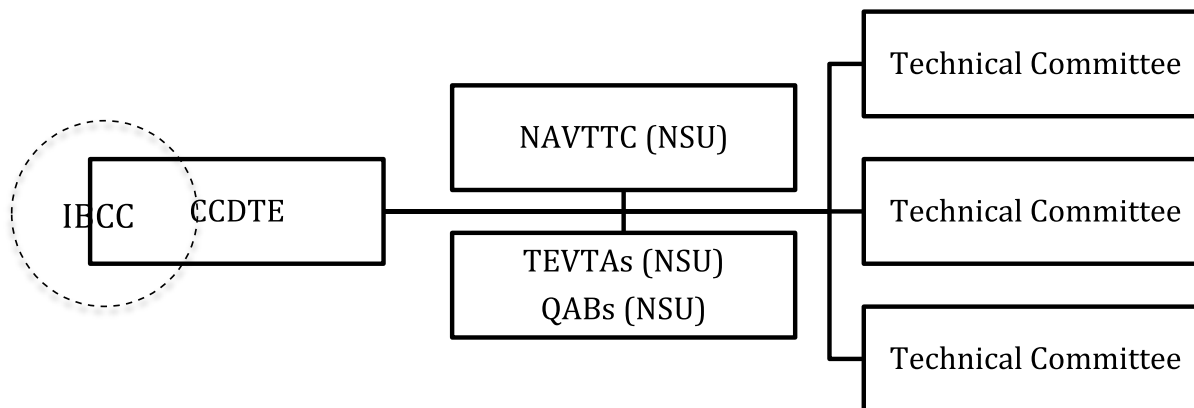 IBCC
CCDTE
NAVTTC (NSU)
TEVTAs (NSU)
QABs (NSU)
Technical Committee
Technical Committee
Technical Committee